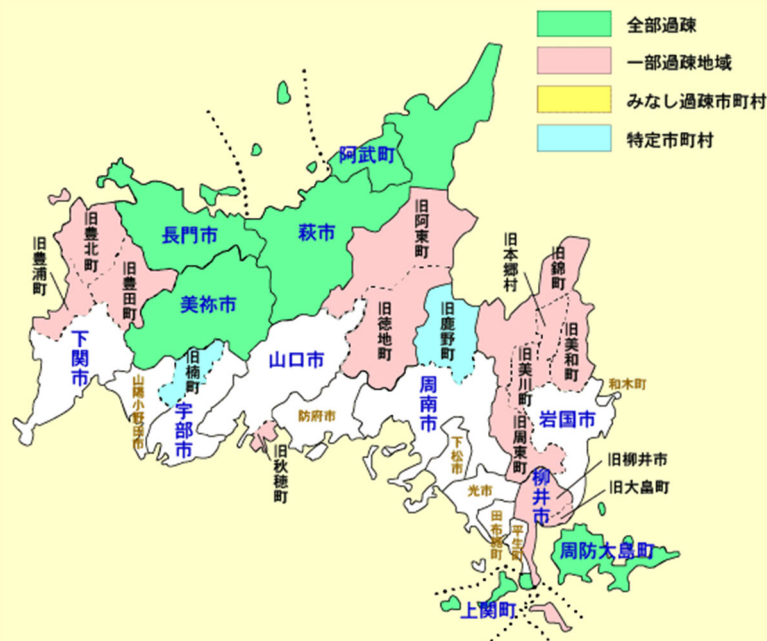 全部過疎
一部過疎地域
みなし過疎市町村
特定市町村
阿武町
長門市
萩市
旧阿東町
旧豊北町
旧豊浦町
旧豊田町
美祢市
旧本郷村
旧錦町
旧徳地町
旧鹿野町
下関市
旧楠町
山口市
旧美和町
旧美川町
周南市
和木町
山陽小野田市
宇部市
防府市
岩国市
旧周東町
下松市
旧秋穂町
旧柳井市
柳井市
旧大畠町
光市
田布施町
平生町
周防大島町
上関町